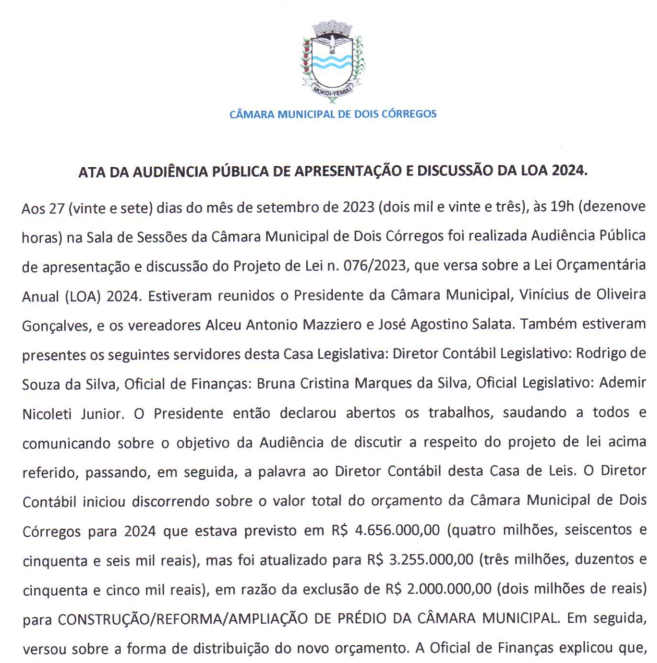 MOKOI-YEMBU
CÂMARA MUNICIPAL DE DOIS CÓRREGOS
ATA DA AUDIÊNCIA PÚBLICA DE APRESENTAÇÃO E DISCUSSÃO DA LOA 2024.
Aos 27 (vinte e sete) dias do mês de setembro de 2023 (dois mil e vinte e três), às 19h (dezenove
horas) na Sala de Sessões da Câmara Municipal de Dois Córregos foi realizada Audiência Pública
de apresentação e discussão do Projeto de Lei n. 076/2023, que versa sobre a Lei Orçamentária
Anual (LOA) 2024. Estiveram reunidos o Presidente da Câmara Municipal, Vinícius de Oliveira
Gonçalves, e os vereadores Alceu Antonio Mazziero e José Agostino Salata. Também estiveram
presentes os seguintes servidores desta Casa Legislativa: Diretor Contábil Legislativo: Rodrigo de
Souza da Silva, Oficial de Finanças: Bruna Cristina Marques da Silva, Oficial Legislativo: Ademir
Nicoleti Junior. O Presidente então declarou abertos os trabalhos, saudando a todos e
comunicando sobre o objetivo da Audiência de discutir a respeito do projeto de lei acima
referido, passando, em seguida, a palavra ao Diretor Contábil desta Casa de Leis. O Diretor
Contábil iniciou discorrendo sobre o valor total do orçamento da Câmara Municipal de Dois
Córregos para 2024 que estava previsto em R$ 4.656.000,00 (quatro milhões, seiscentos e
cinquenta e seis mil reais), mas foi atualizado para R$ 3.255.000,00 (três milhões, duzentos e
cinquenta e cinco mil reais), em razão da exclusão de R$ 2.000.000,00 (dois milhões de reais)
para CONSTRUÇÃO/REFORMA/AMPLIAÇÃO DE PRÉDIO DA CÂMARA MUNICIPAL. Em seguida,
versou sobre a forma de distribuição do novo orçamento. A Oficial de Finanças explicou que,